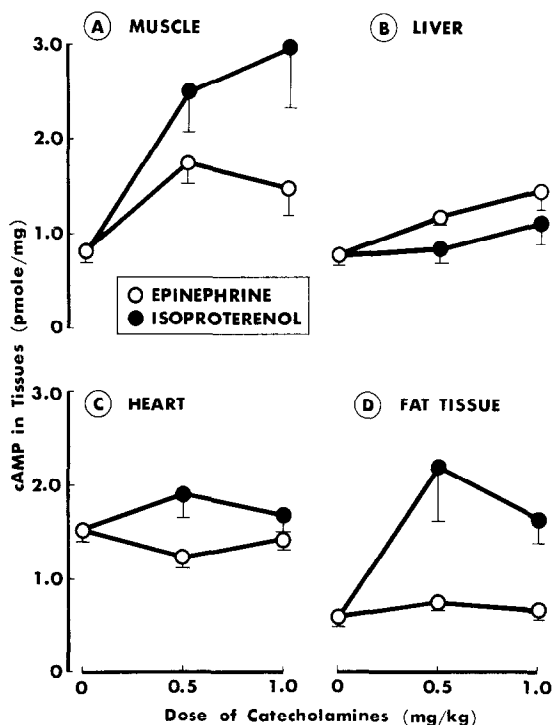 A MUSCLE
B LIVER
3.0
2.0
1.0
0
EPINEPHRINE
ISOPROTERENOL
cAMP in Tissues (pmole/mg)
C HEART
D FAT TISSUE
3.0
2.0
1.0
0
0 0.5 1.0 0 0.5 1.0
Dose of Catecholamines (mg/kg)